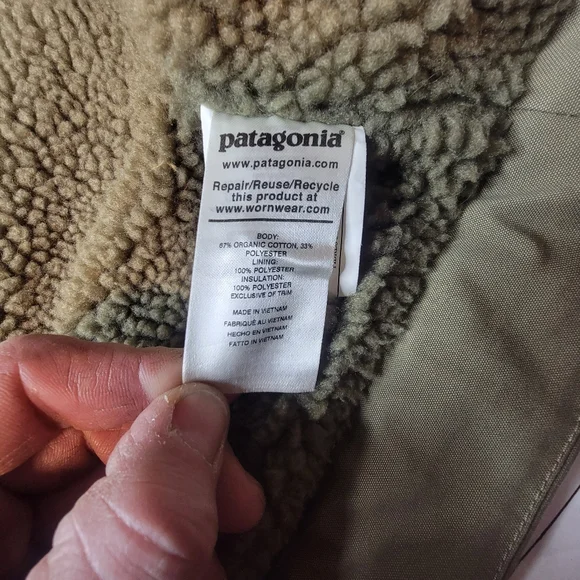 patagonia®
www.patagonia.com
Repair/Reuse/Recycle
this product at
www.wornwear.com
BODY:
67% ORGANIC COTTON, 33%
POLYESTER
LINING:
100% POLYESTER
INSULATION:
100% POLYESTER
EXCLUSIVE OF TRIM
MADE IN VIETNAM
FABRIQUÉ AU VIETNAM
HECHO EN VIETNAM
FATTO IN VIETNAM